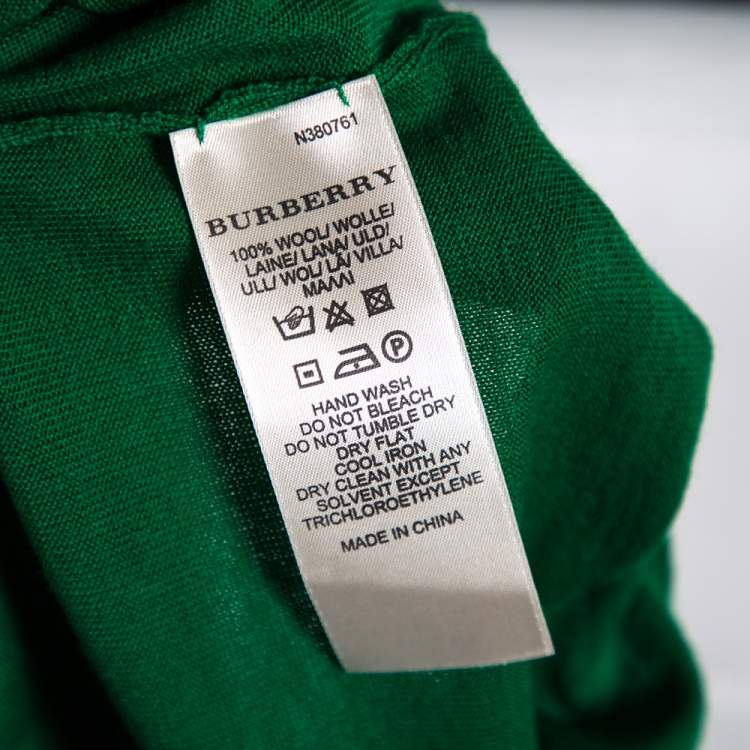 N380761
BURBERRY
100% WOOL/ WOLLE/
LAINE/ LANA/ ULD/
ULL/ WOL/ LÃ/ VILLA/
ΜΑΛΛΙ
P
HAND WASH
DO NOT BLEACH
DO NOT TUMBLE DRY
DRY FLAT
COOL IRON
DRY CLEAN WITH ANY
SOLVENT EXCEPT
TRICHLOROETHYLENE
MADE IN CHINA